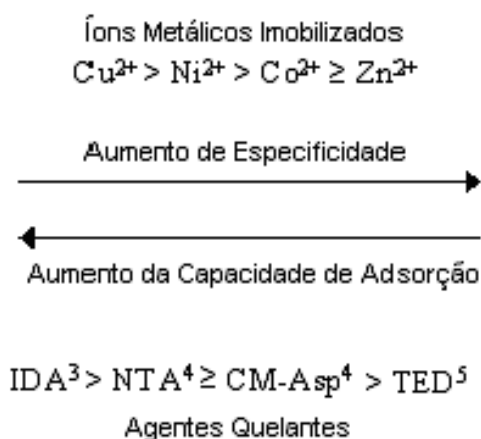 Íons Metálicos Imobilizados
Cu²⁺ > Ni²⁺ > Co²⁺ ≥ Zn²⁺
Aumento de Especificidade
Aumento da Capacidade de Adsorção
IDA³ > NTA⁴ ≥ CM-Asp⁴ > TED⁵
Agentes Quelantes